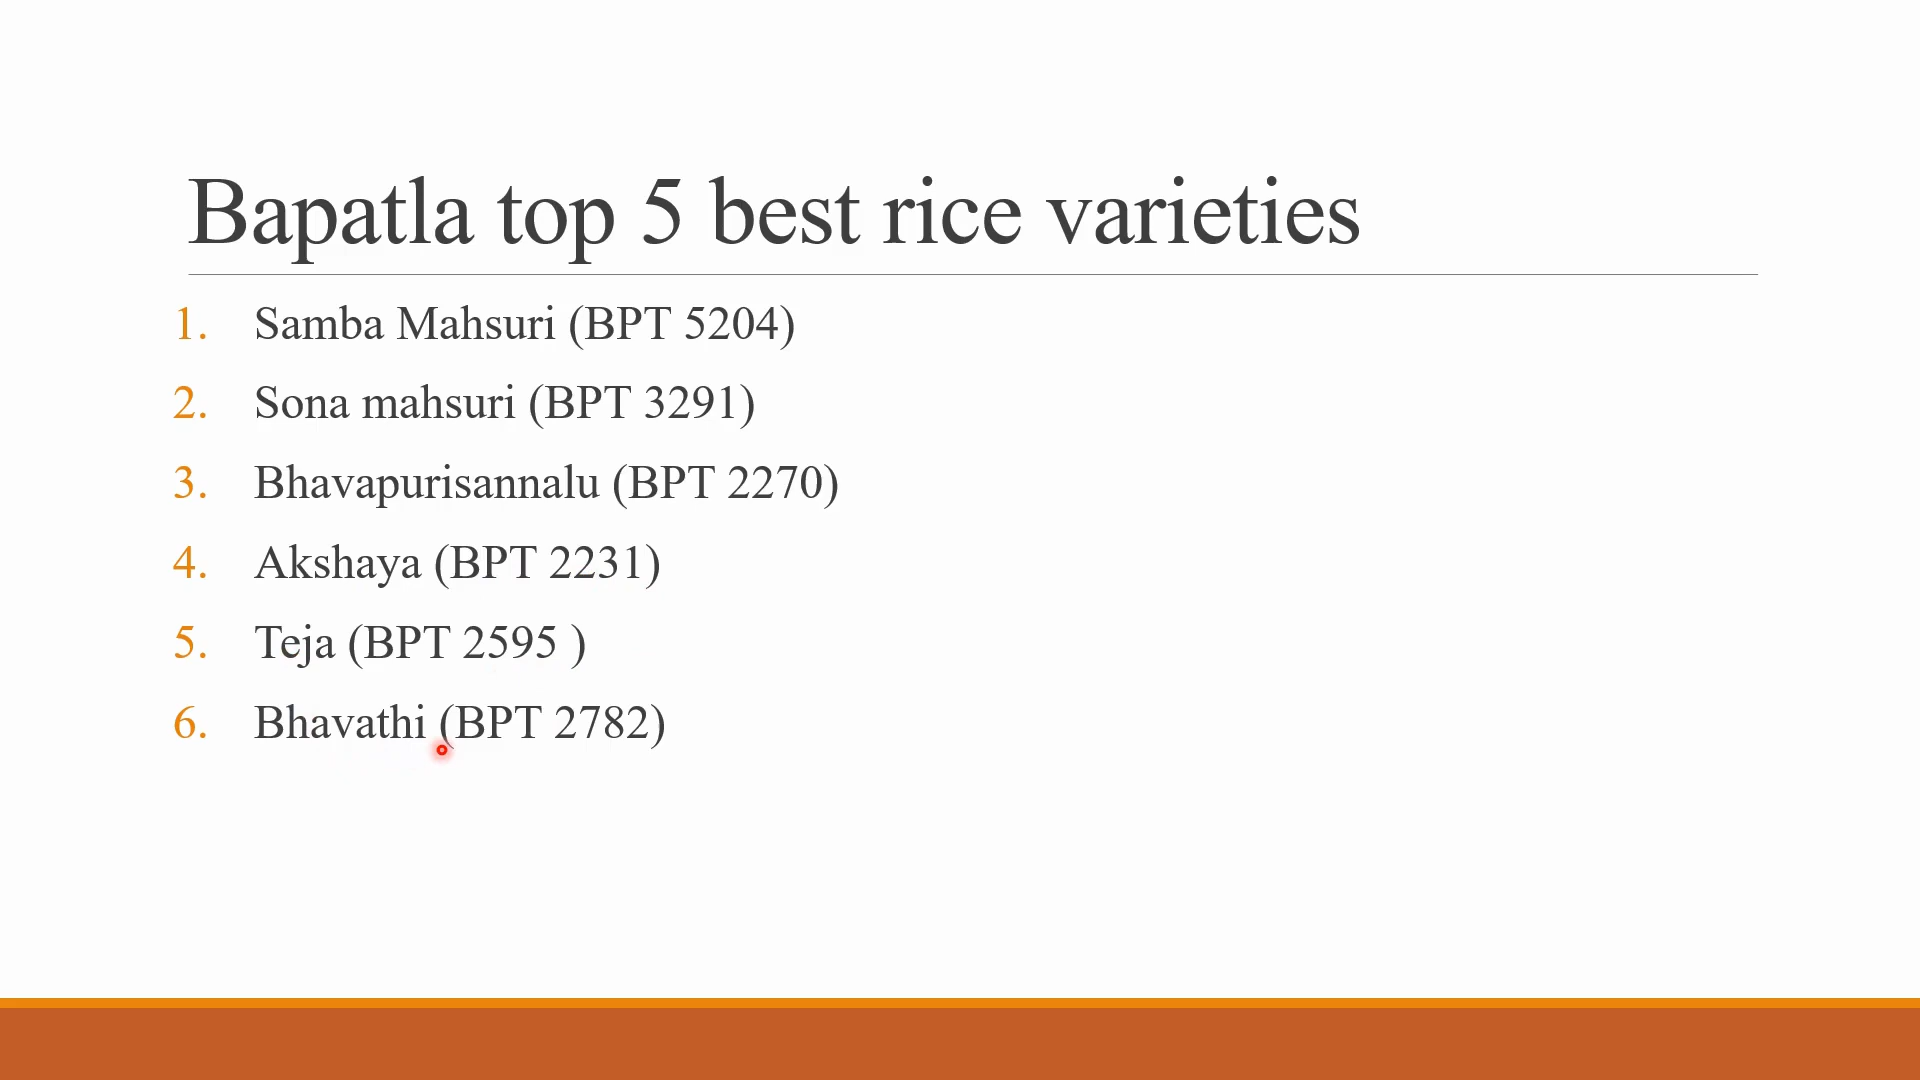 Bapatla top 5 best rice varieties
1. Samba Mahsuri (BPT 5204)
2. Sona mahsuri (BPT 3291)
3. Bhavapurisannalu (BPT 2270)
4. Akshaya (BPT 2231)
5. Teja (BPT 2595 )
6. Bhavathi (BPT 2782)